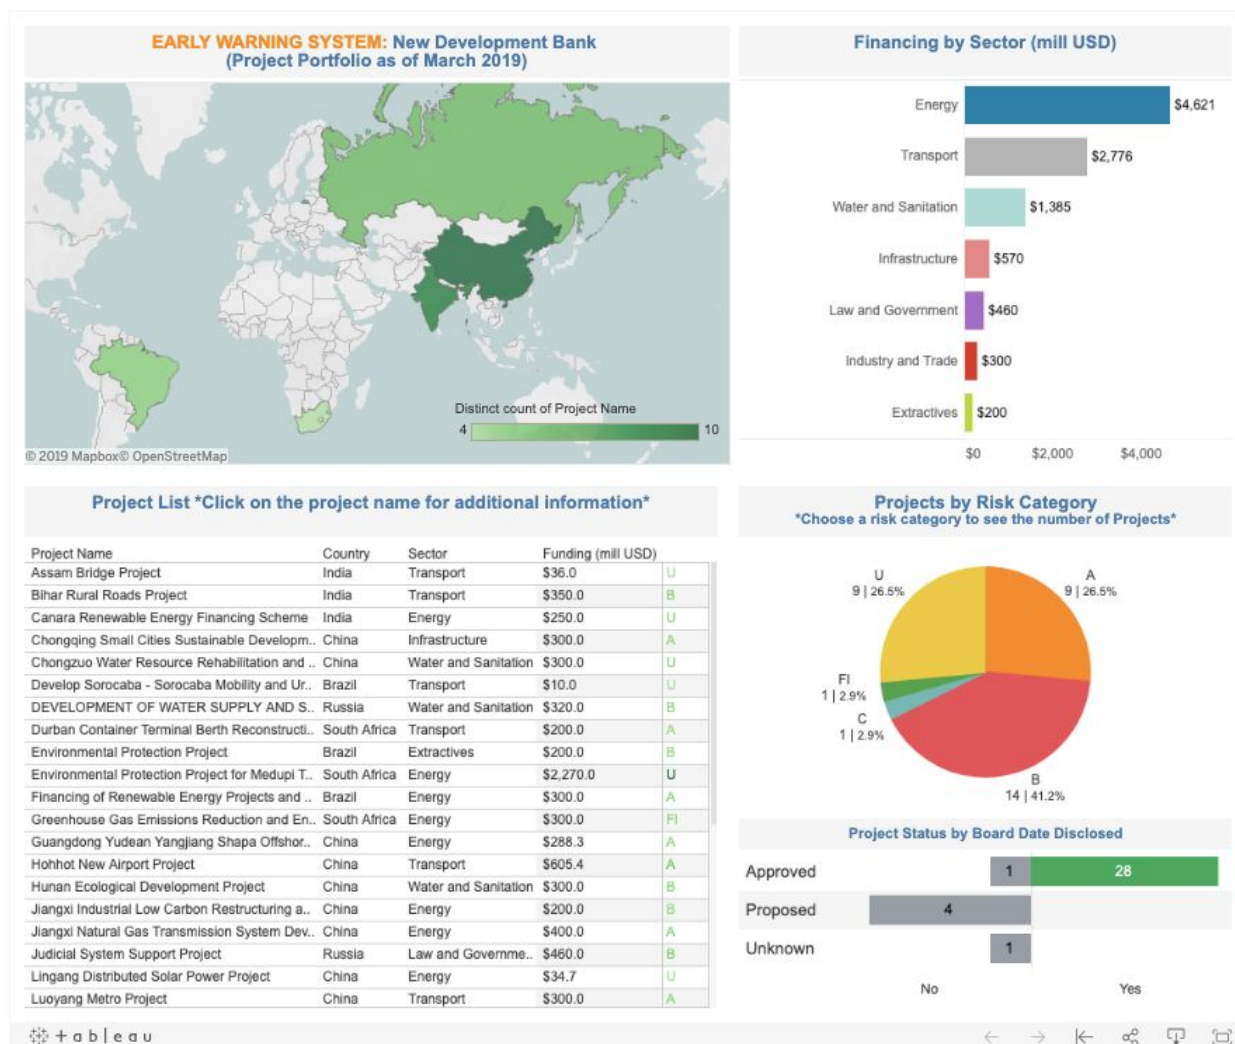 EARLY WARNING SYSTEM: New Development Bank
(Project Portfolio as of March 2019)
Distinct count of Project Name
4 10
© 2019 Mapbox© OpenStreetMap
Financing by Sector (mill USD)
Energy $4,621
Transport $2,776
Water and Sanitation $1,385
Infrastructure $570
Law and Government $460
Industry and Trade $300
Extractives $200
$0 $2,000 $4,000
Project List *Click on the project name for additional information*
Project Name Country Sector Funding (mill USD)
Assam Bridge Project India Transport $36.0 U
Bihar Rural Roads Project India Transport $350.0 B
Canara Renewable Energy Financing Scheme India Energy $250.0 U
Chongqing Small Cities Sustainable Developm.. China Infrastructure $300.0 A
Chongzuo Water Resource Rehabilitation and .. China Water and Sanitation $300.0 U
Develop Sorocaba - Sorocaba Mobility and Ur.. Brazil Transport $10.0 U
DEVELOPMENT OF WATER SUPPLY AND S.. Russia Water and Sanitation $320.0 B
Durban Container Terminal Berth Reconstructi.. South Africa Transport $200.0 A
Environmental Protection Project Brazil Extractives $200.0 B
Environmental Protection Project for Medupi T.. South Africa Energy $2,270.0 U
Financing of Renewable Energy Projects and .. Brazil Energy $300.0 A
Greenhouse Gas Emissions Reduction and En.. South Africa Energy $300.0 FI
Guangdong Yudean Yangjiang Shapa Offshor.. China Energy $288.3 A
Hohhot New Airport Project China Transport $605.4 A
Hunan Ecological Development Project China Water and Sanitation $300.0 B
Jiangxi Industrial Low Carbon Restructuring a.. China Energy $200.0 B
Jiangxi Natural Gas Transmission System Dev.. China Energy $400.0 A
Judicial System Support Project Russia Law and Governme.. $460.0 B
Lingang Distributed Solar Power Project China Energy $34.7 U
Luoyang Metro Project China Transport $300.0 A
Projects by Risk Category
*Choose a risk category to see the number of Projects*
U
9 | 26.5%
A
9 | 26.5%
FI
1 | 2.9%
C
1 | 2.9%
B
14 | 41.2%
Project Status by Board Date Disclosed
Approved 1 28
Proposed 4
Unknown 1
No Yes
+ a b | e a u